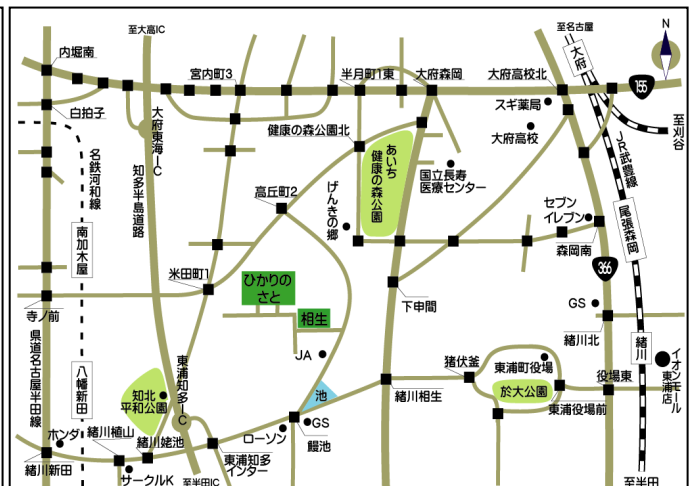 至大高IC
至名古屋
N
内堀南
宮内町3
半月町1東
大府森岡
大府高校北
大府
155
スギ薬局
白拍子
大府東海IC
健康の森公園北
大府高校
至刈谷
名鉄河和線
知多半島道路
あいち
健康の森公園
国立長寿
医療センター
JR武豊線
高丘町2
げんきの郷
セブン
イレブン
尾張森岡
南加木屋
森岡南
366
米田町1
ひかりの
さと
下申間
GS
寺ノ前
相生
緒川北
県道名古屋半田線
JA
緒川
イオンモール
東浦店
東浦知多IC
猪伏釜
東浦町役場
八幡新田
知北
平和公園
池
緒川相生
於大公園
役場東
GS
東浦役場前
ホンダ
緒川植山
緒川姥池
ローソン
鰻池
緒川新田
東浦知多
インター
サークルK
至半田IC
至半田